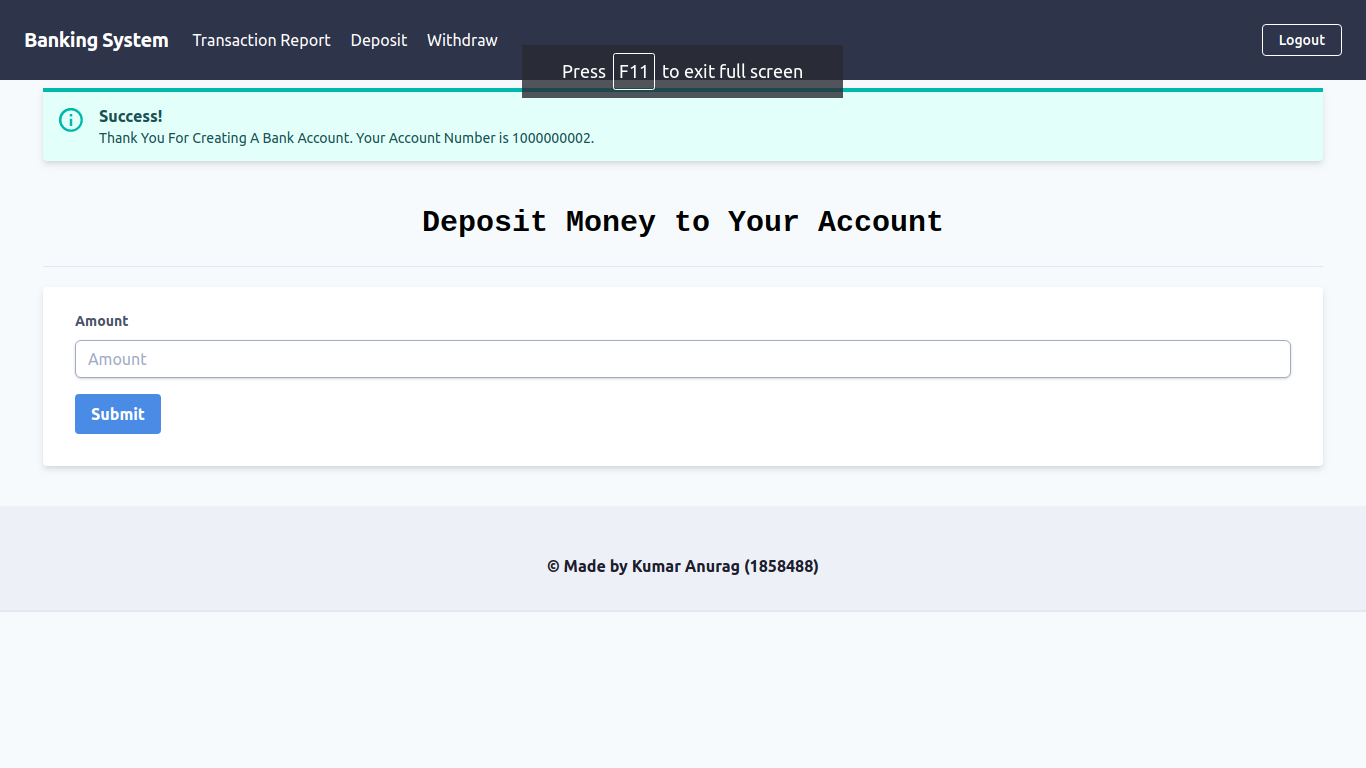 Banking System Transaction Report Deposit Withdraw Logout
Press F11 to exit full screen
Success!
Thank You For Creating A Bank Account. Your Account Number is 1000000002.
Deposit Money to Your Account
Amount
Amount
Submit
© Made by Kumar Anurag (1858488)